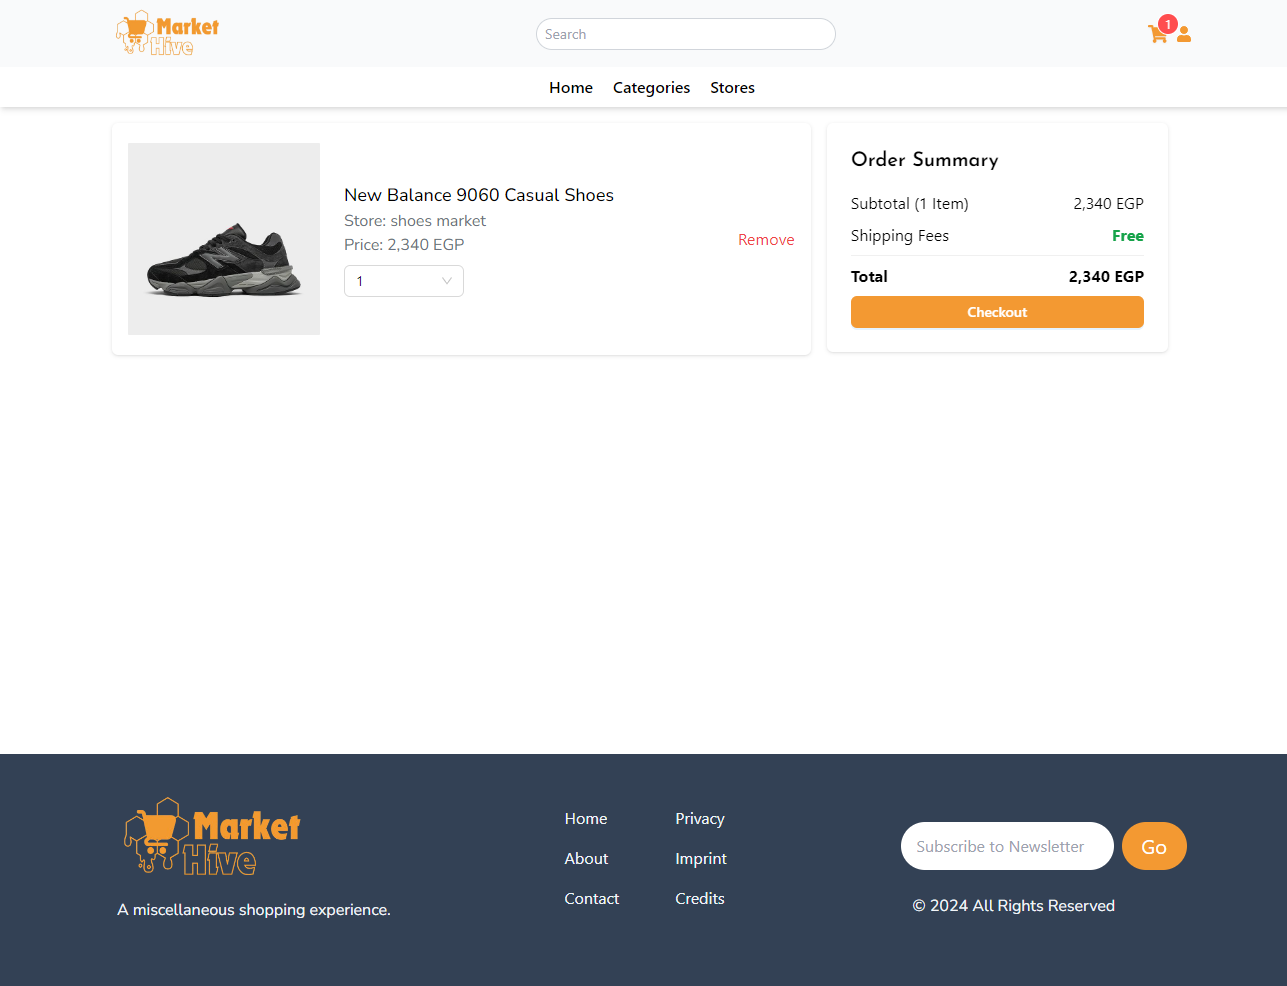 Market
Hive
Search
1
Home Categories Stores
New Balance 9060 Casual Shoes
Store: shoes market
Price: 2,340 EGP
1
Remove
Order Summary
Subtotal (1 Item) 2,340 EGP
Shipping Fees Free
Total 2,340 EGP
Checkout
Market
Hive
A miscellaneous shopping experience.
Home Privacy
About Imprint
Contact Credits
Subscribe to Newsletter Go
© 2024 All Rights Reserved